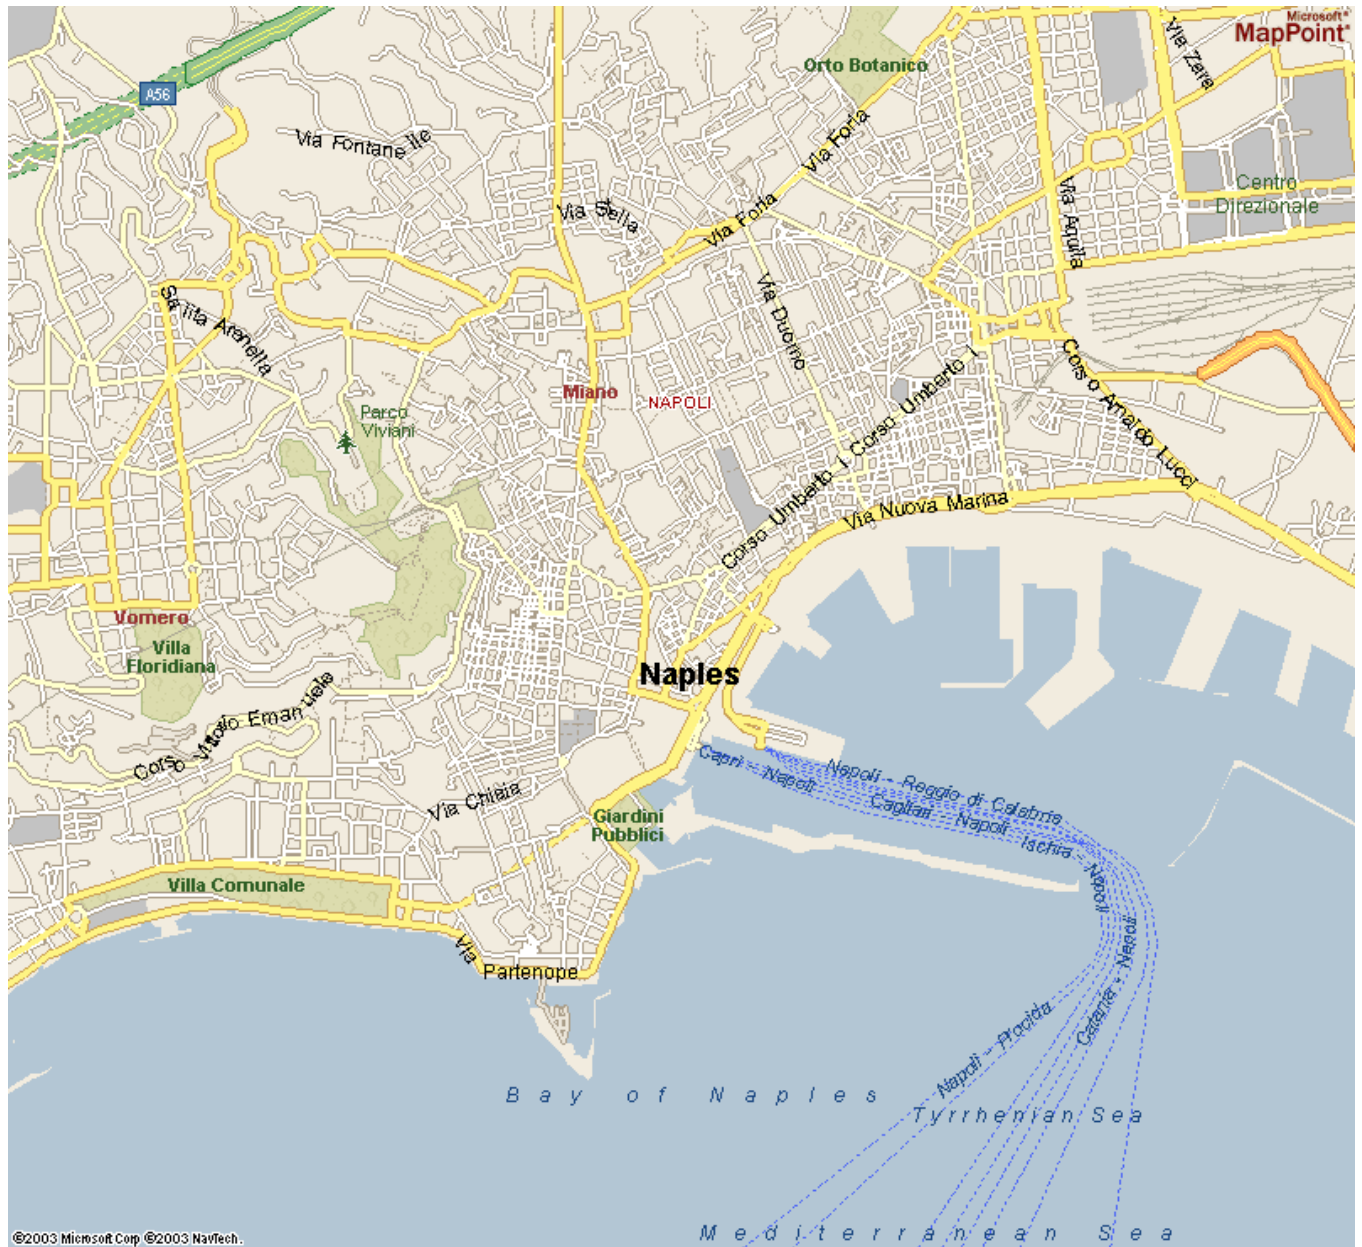 Microsoft®
MapPoint®
Via Zara
Orto Botanico
A56
Via Fontanelle
Via Foria
Centro
Direzionale
Via Sella
Via Foria
Via Aquila
Via Duomo
Salita Arenella
Corso Arnaldo Lucci
Miano
NAPOLI
Corso Umberto I
Parco
Viviani
Corso Umberto I
Via Nuova Marina
Vomero
Villa
Floridiana
Naples
Corso Vittorio Emanuele
Capri - Napoli
Napoli - Reggio di Calabria
Cagliari - Napoli
Ischia - Napoli
Via Chiaia
Giardini
Pubblici
Villa Comunale
Via Partenope
Catania - Napoli
Napoli - Procida
Bay of Naples
Tyrrhenian Sea
Mediterranean Sea
©2003 Microsoft Corp ©2003 NavTech.